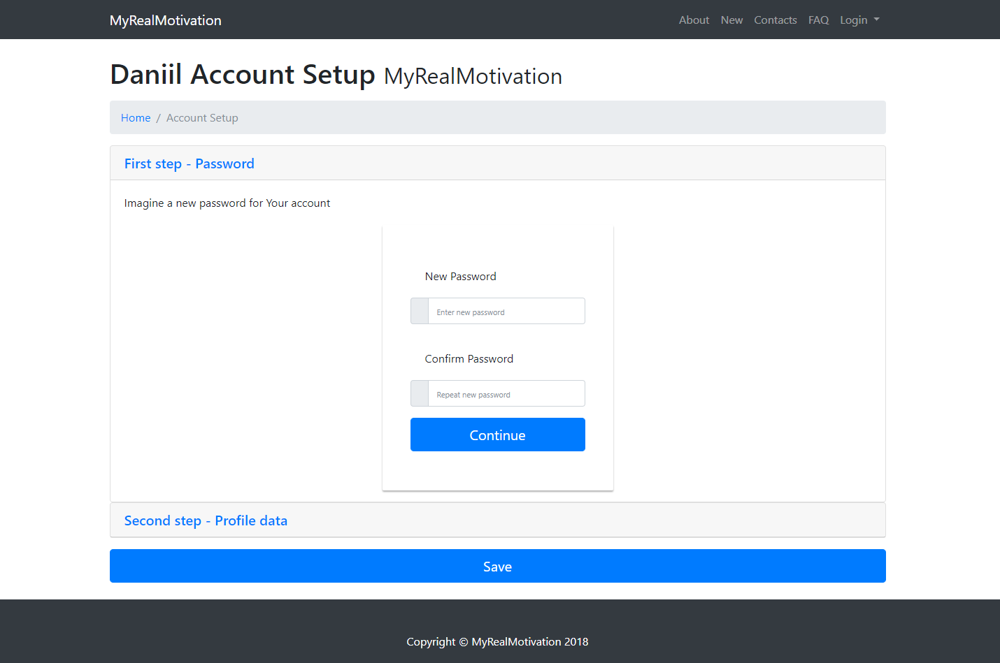 MyRealMotivation
About New Contacts FAQ Login
Daniil Account Setup MyRealMotivation
Home / Account Setup
First step - Password
Imagine a new password for Your account
New Password
Enter new password
Confirm Password
Repeat new password
Continue
Second step - Profile data
Save
Copyright © MyRealMotivation 2018